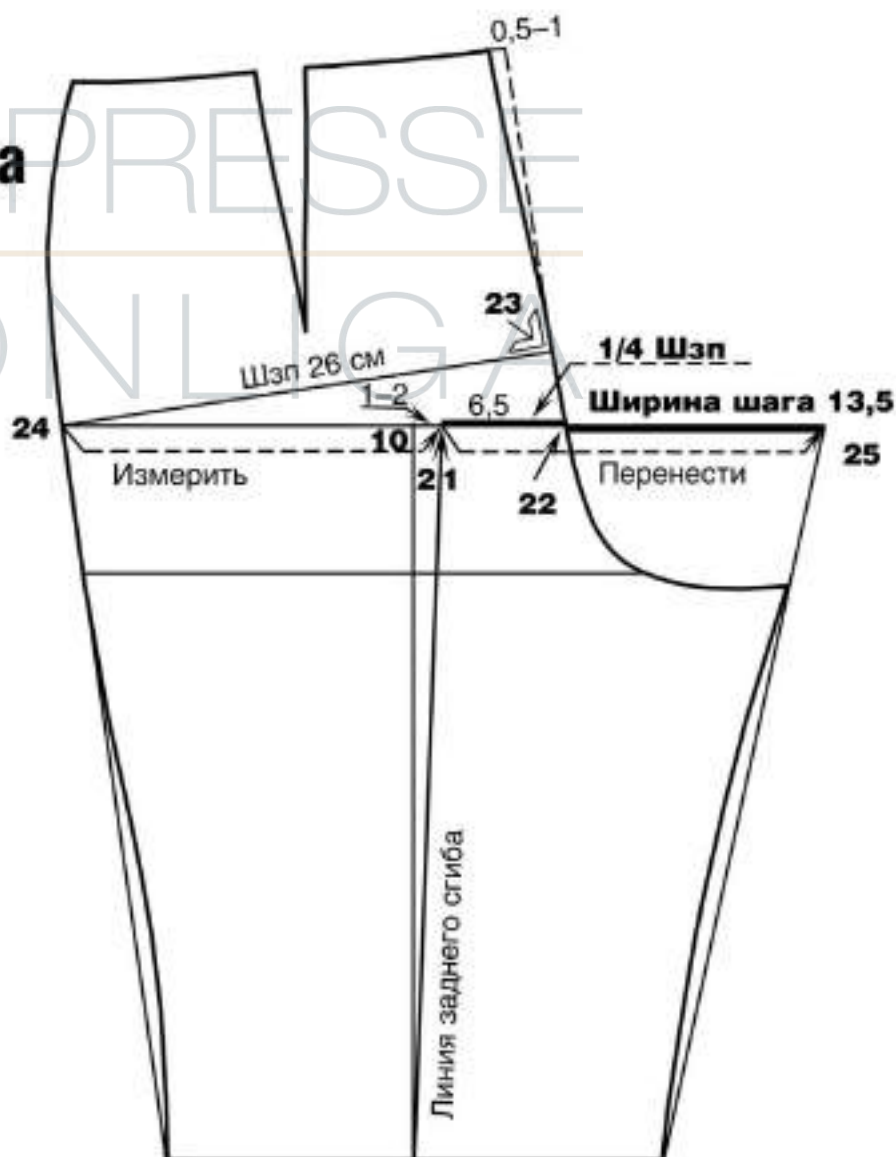 0,5–1
PRESSE
а
ONLIGA
23
1/4 Шзп
Шзп 26 см
1–2
6,5
Ширина шага 13,5
24
10
21
22
25
Измерить
Перенести
Линия заднего сгиба